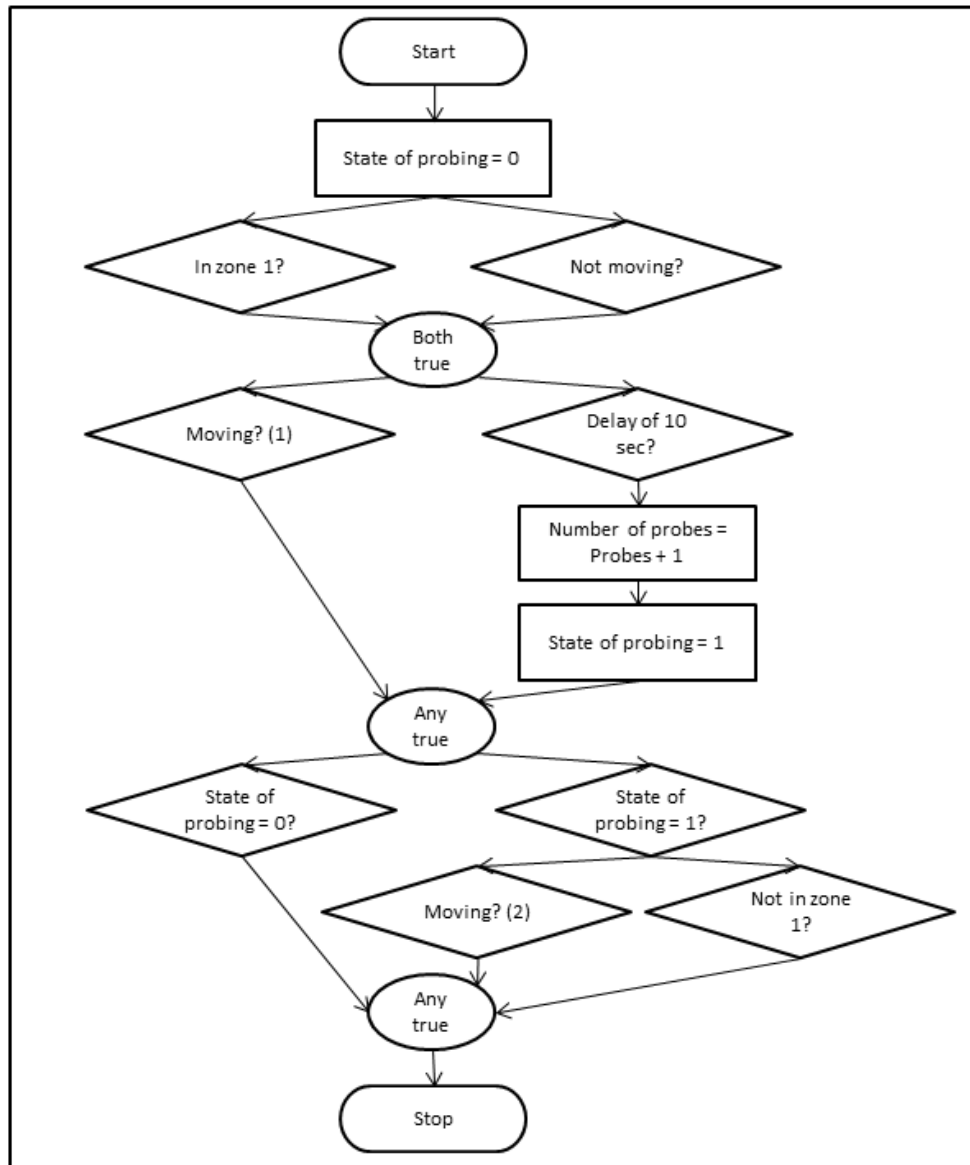 Start
State of probing = 0
In zone 1?
Not moving?
Both
true
Moving? (1)
Delay of 10
sec?
Number of probes =
Probes + 1
State of probing = 1
Any
true
State of
probing = 0?
State of
probing = 1?
Moving? (2)
Not in zone
1?
Any
true
Stop